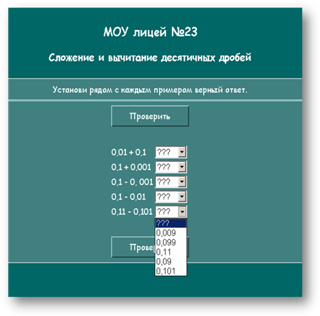 МОУ лицей №23
Сложение и вычитание десятичных дробей
Установи рядом с каждым примером верный ответ.
Проверить
0,01 + 0,1 ???
0,1 + 0,001 ???
0,1 - 0, 001 ???
0,1 - 0,01 ???
0,11 - 0,101 ???
???
0,009
0,099
0,11
0,09
0,101